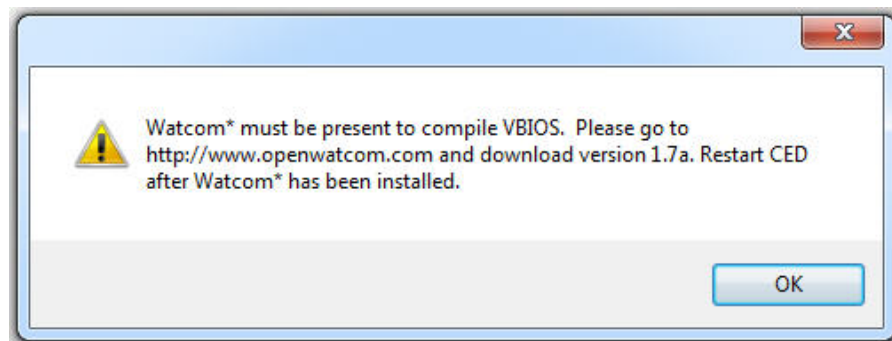 Watcom* must be present to compile VBIOS.  Please go to
http://www.openwatcom.com and download version 1.7a. Restart CED
after Watcom* has been installed.
OK